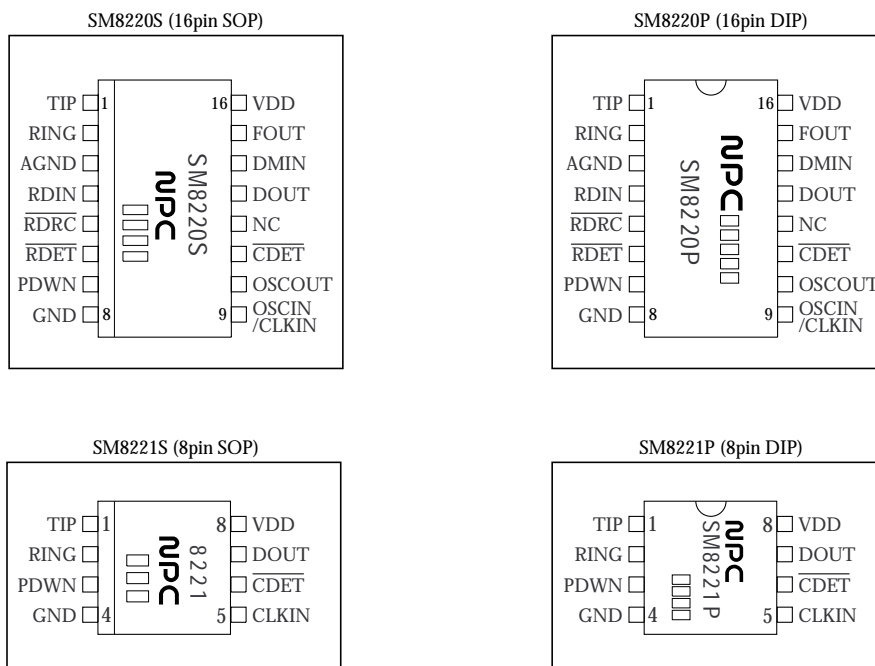 SM8220S (16pin SOP)
TIP 1 16 VDD
RING FOUT
AGND DMIN
RDIN DOUT
RDRC NC
RDET CDET
PDWN OSCOUT
GND 8 9 OSCIN
/CLKIN
NPC
SM8220S
SM8220P (16pin DIP)
TIP 1 16 VDD
RING FOUT
AGND DMIN
RDIN DOUT
RDRC NC
RDET CDET
PDWN OSCOUT
GND 8 9 OSCIN
/CLKIN
SM8220P
NPC
SM8221S (8pin SOP)
TIP 1 8 VDD
RING DOUT
PDWN CDET
GND 4 5 CLKIN
NPC
8221
SM8221P (8pin DIP)
TIP 1 8 VDD
RING DOUT
PDWN CDET
GND 4 5 CLKIN
SM8221P
NPC